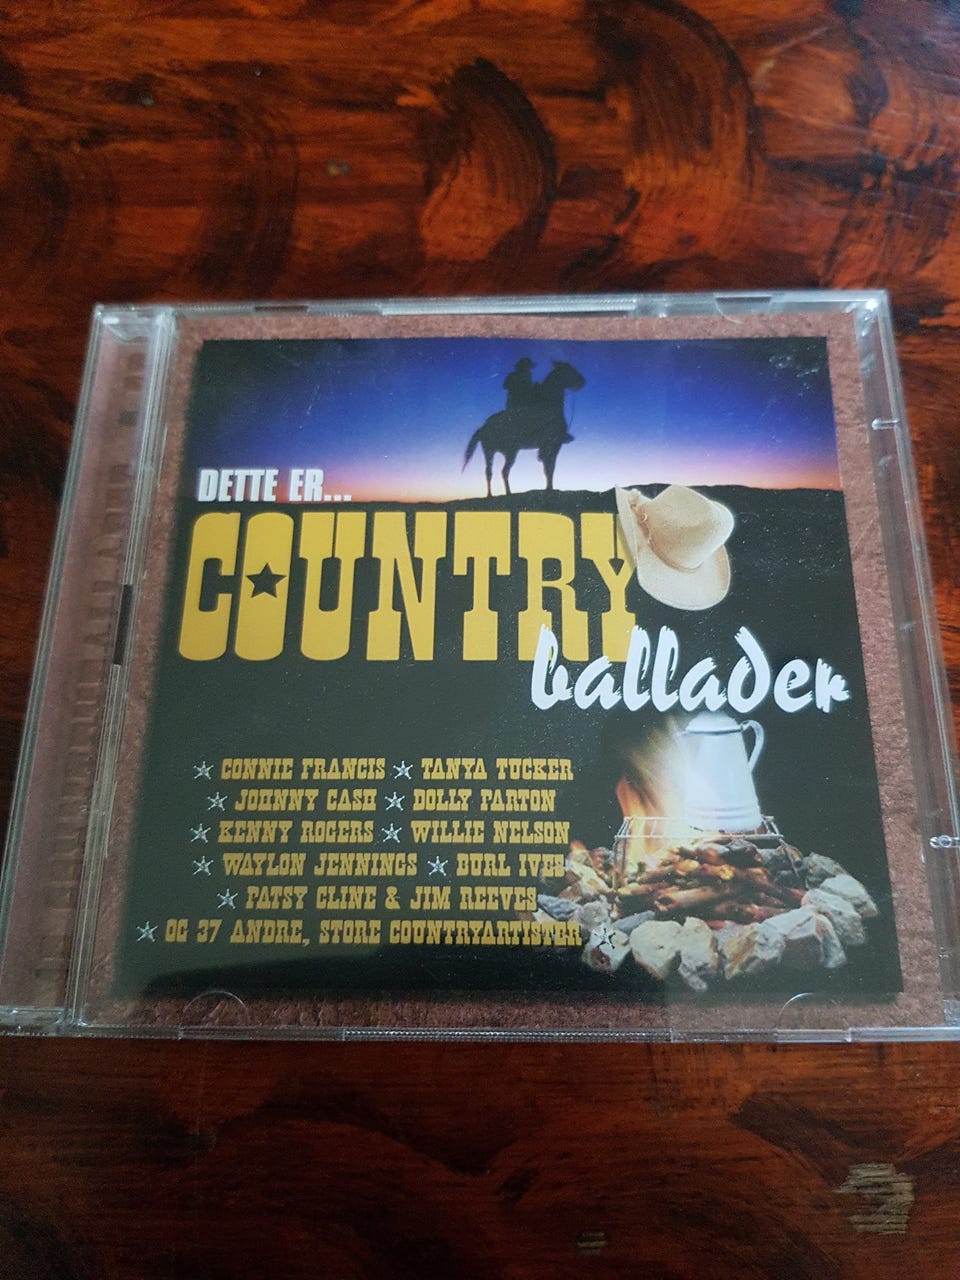 DETTE ER...
COUNTRY
ballader
CONNIE FRANCIS TANYA TUCKER
JOHNNY CASH DOLLY PARTON
KENNY ROGERS WILLIE NELSON
WAYLON JENNINGS BURL IVES
PATSY CLINE & JIM REEVES
OG 37 ANDRE, STORE COUNTRYARTISTER